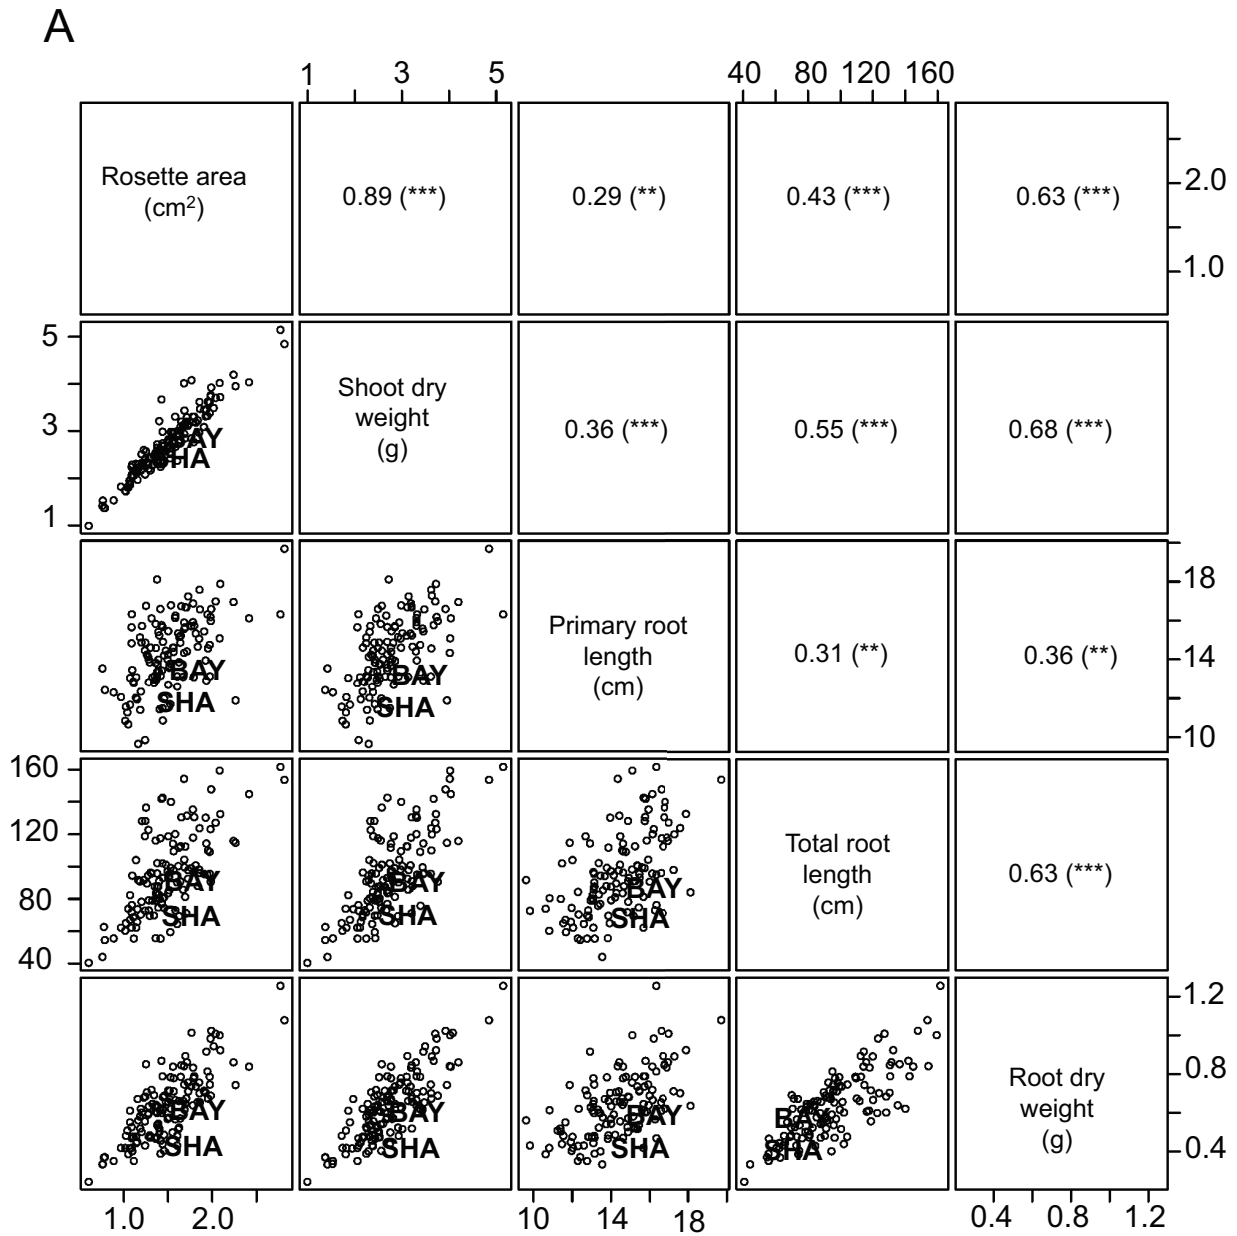 A
1 3 5 40 80 120 160
Rosette area
(cm²)
0.89 (***)
0.29 (**)
0.43 (***)
0.63 (***)
2.0
1.0
5
3
1
BAY
SHA
Shoot dry
weight
(g)
0.36 (***)
0.55 (***)
0.68 (***)
BAY
SHA
BAY
SHA
Primary root
length
(cm)
0.31 (**)
0.36 (**)
18
14
10
160
120
80
40
BAY
SHA
BAY
SHA
BAY
SHA
Total root
length
(cm)
0.63 (***)
BAY
SHA
BAY
SHA
BAY
SHA
BAY
SHA
Root dry
weight
(g)
1.2
0.8
0.4
1.0 2.0 10 14 18 0.4 0.8 1.2